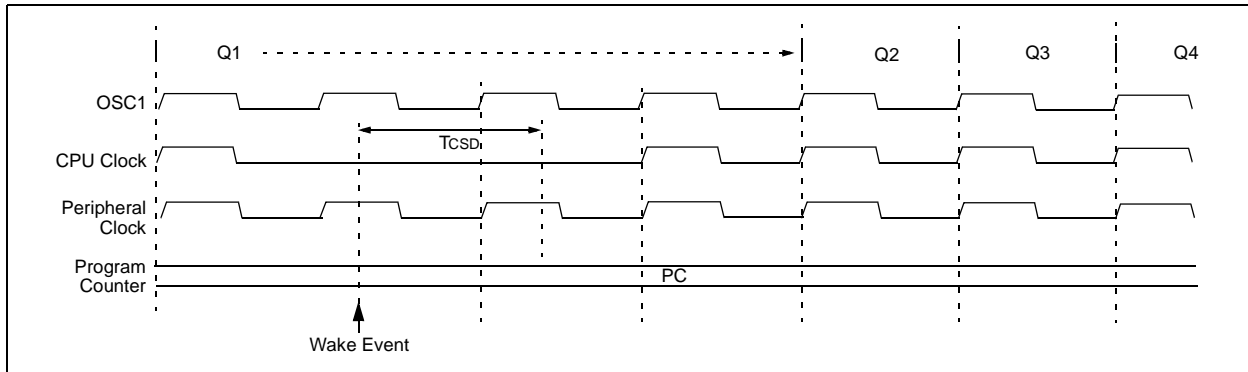 Q1 Q2 Q3 Q4
OSC1
TCSD
CPU Clock
Peripheral
Clock
Program
Counter
PC
Wake Event